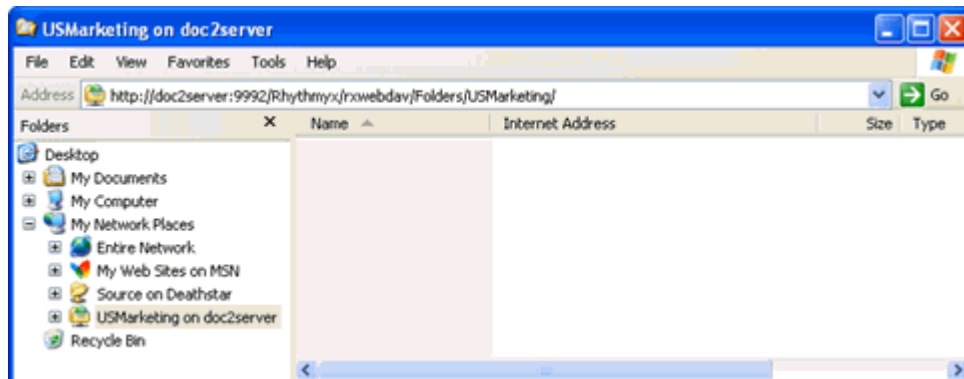 USMarketing on doc2server
File Edit View Favorites Tools Help
Address http://doc2server:9992/Rhythmyx/rxwebdav/Folders/USMarketing/ Go
Folders x Name Internet Address Size Type
Desktop
My Documents
My Computer
My Network Places
Entire Network
My Web Sites on MSN
Source on Deathstar
USMarketing on doc2server
Recycle Bin